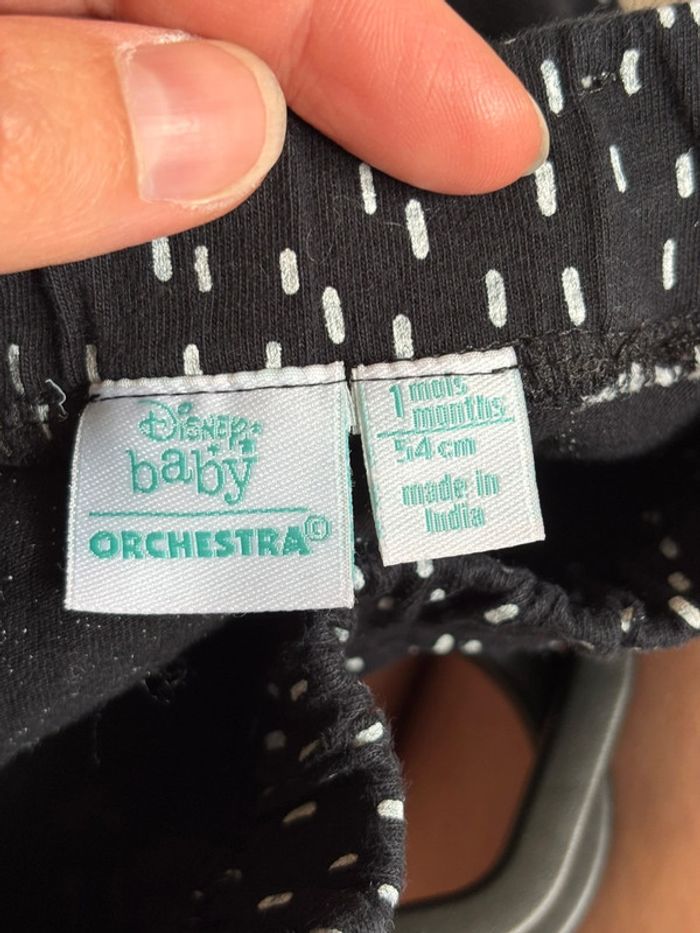 Disney
baby
ORCHESTRA©
1 mois
months
54 cm
made in
India